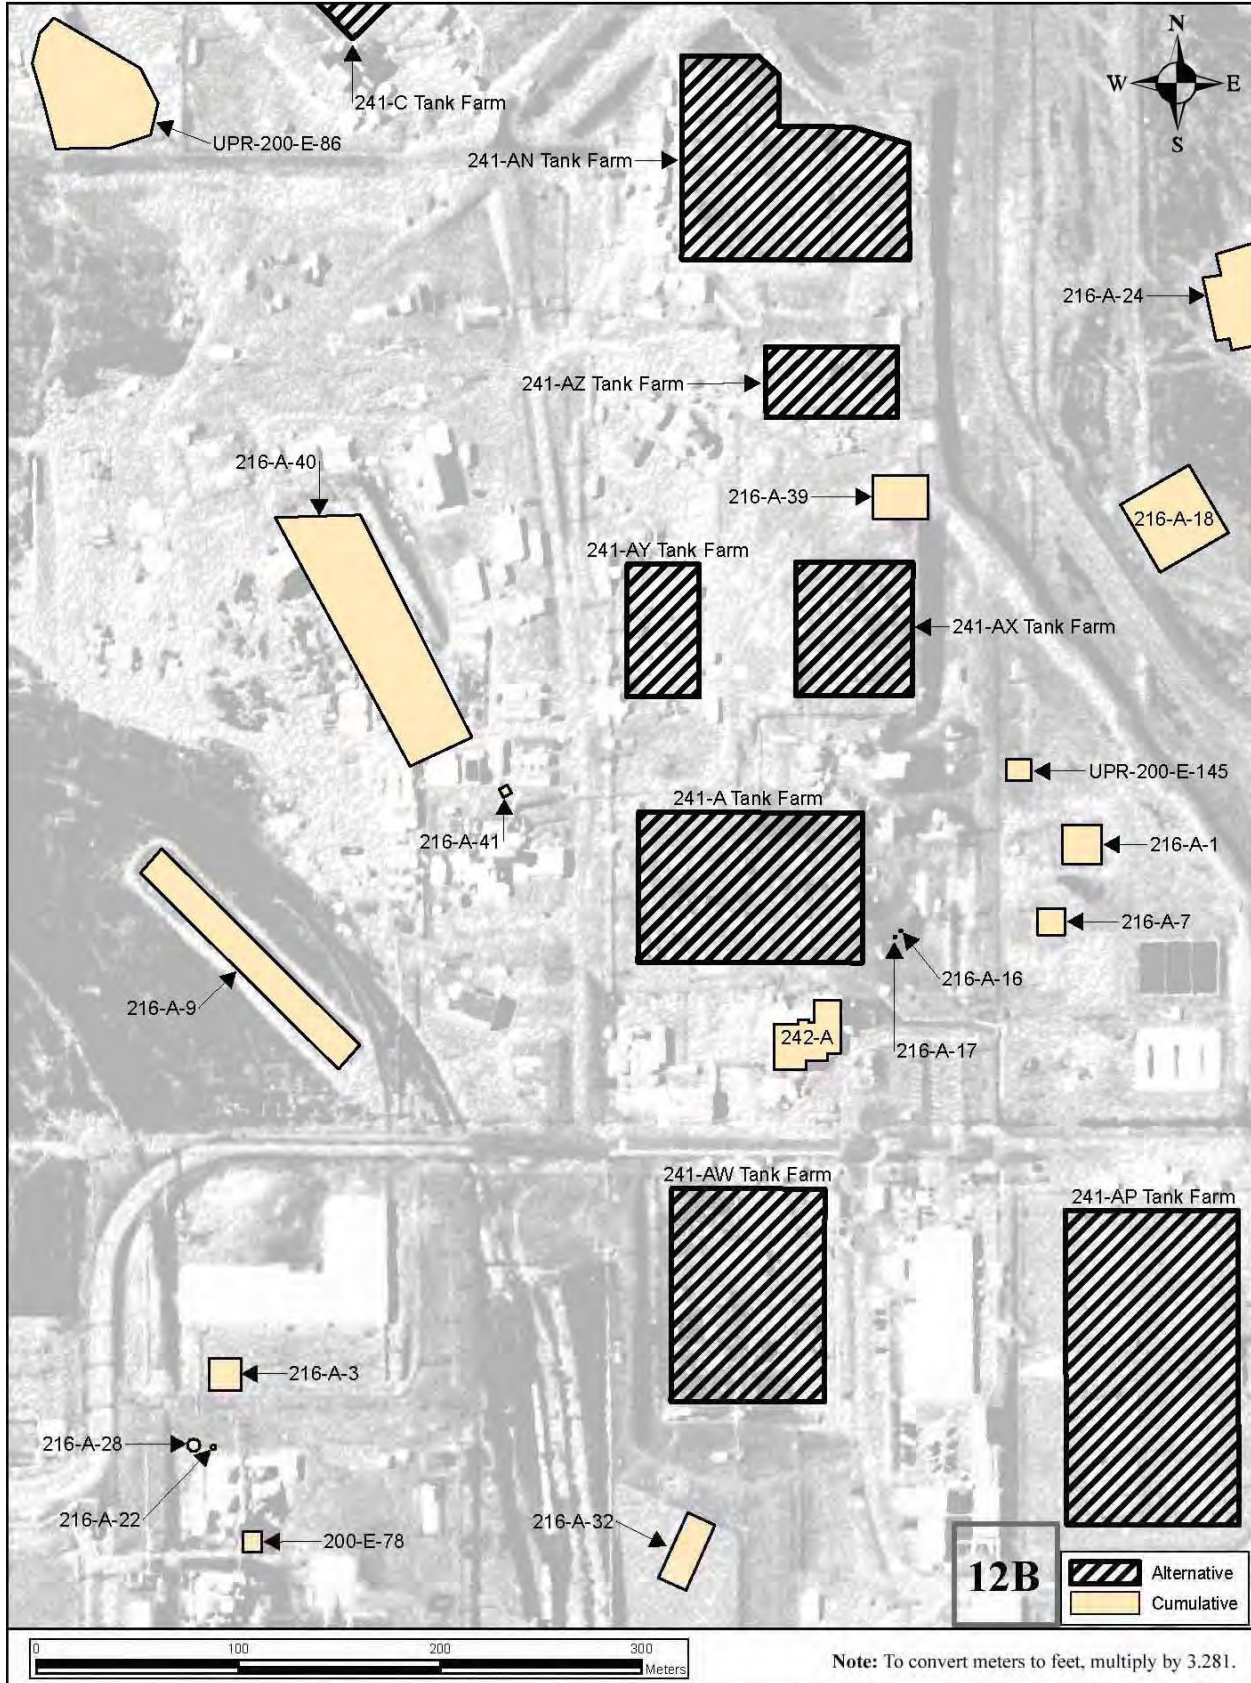 N
W E
S
241-C Tank Farm
UPR-200-E-86
241-AN Tank Farm
216-A-24
241-AZ Tank Farm
216-A-40
216-A-39
216-A-18
241-AY Tank Farm
241-AX Tank Farm
UPR-200-E-145
241-A Tank Farm
216-A-41
216-A-1
216-A-7
216-A-16
216-A-9
242-A
216-A-17
241-AW Tank Farm
241-AP Tank Farm
216-A-3
216-A-28
216-A-22
216-A-32
200-E-78
12B
Alternative
Cumulative
0 100 200 300
Meters
Note: To convert meters to feet, multiply by 3.281.